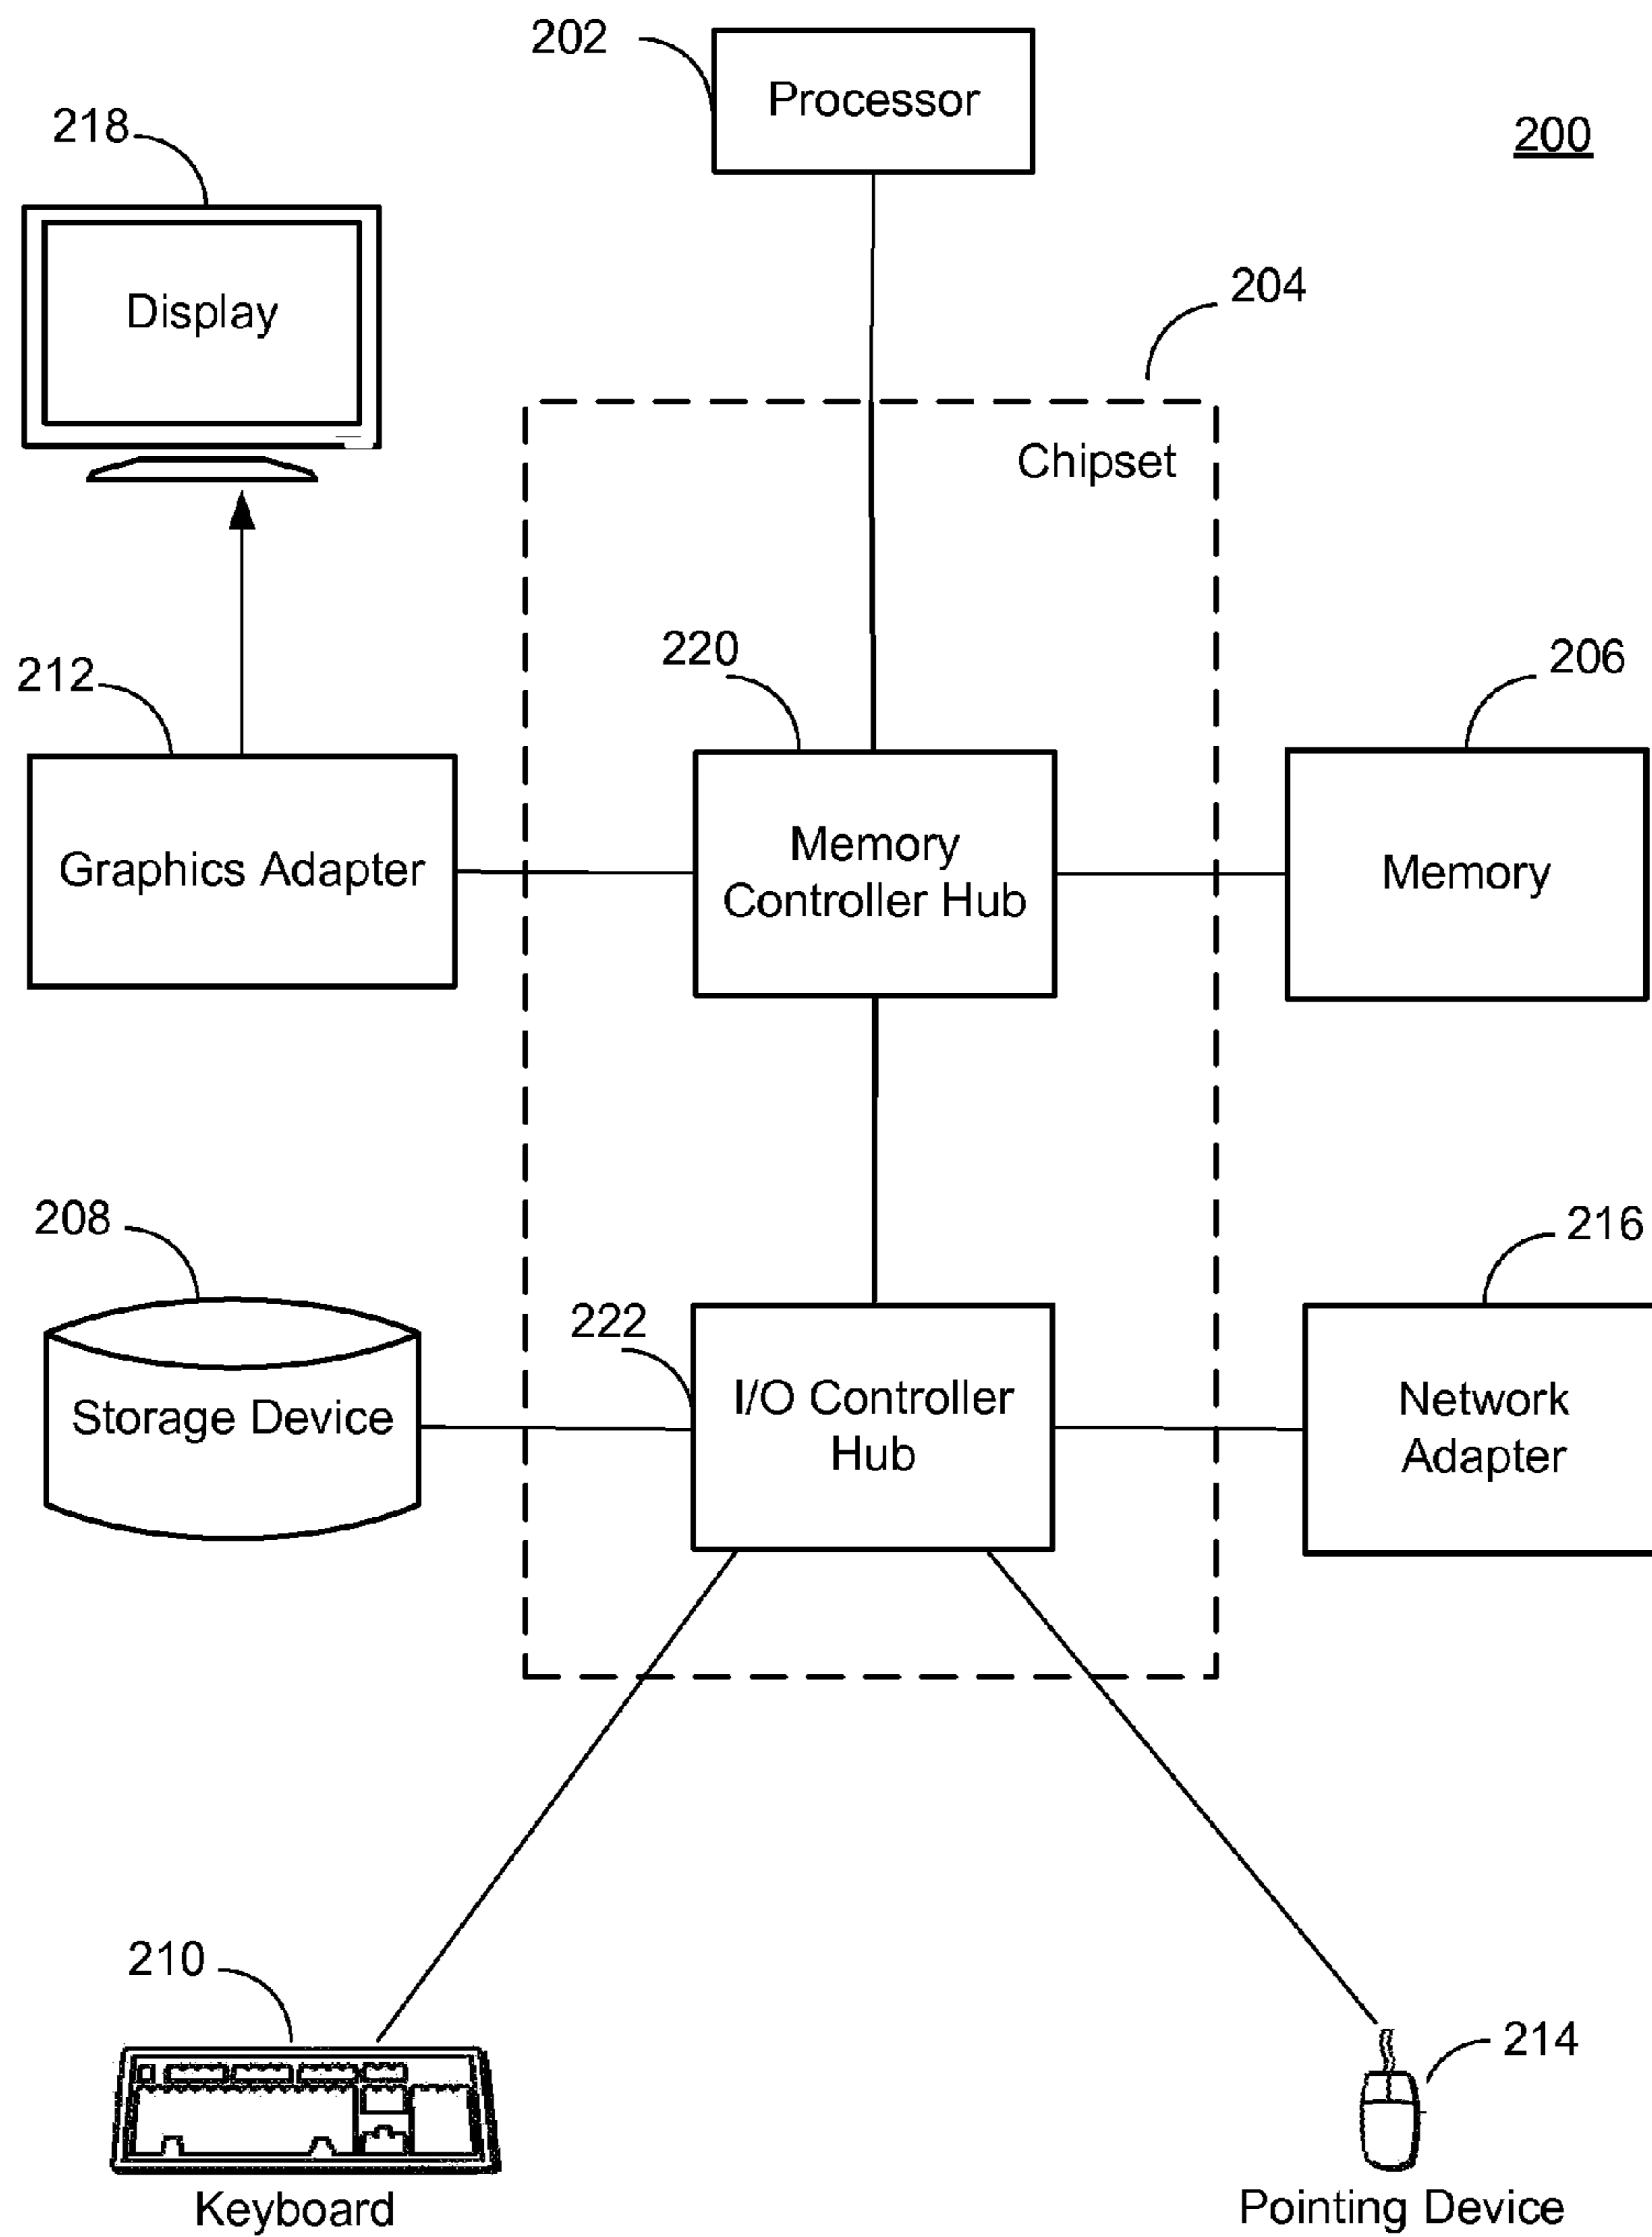 202
Processor
200
218
Display
204
Chipset
220
212
206
Graphics Adapter
Memory
Controller Hub
Memory
208
216
222
Storage Device
I/O Controller
Hub
Network
Adapter
210
214
Keyboard
Pointing Device